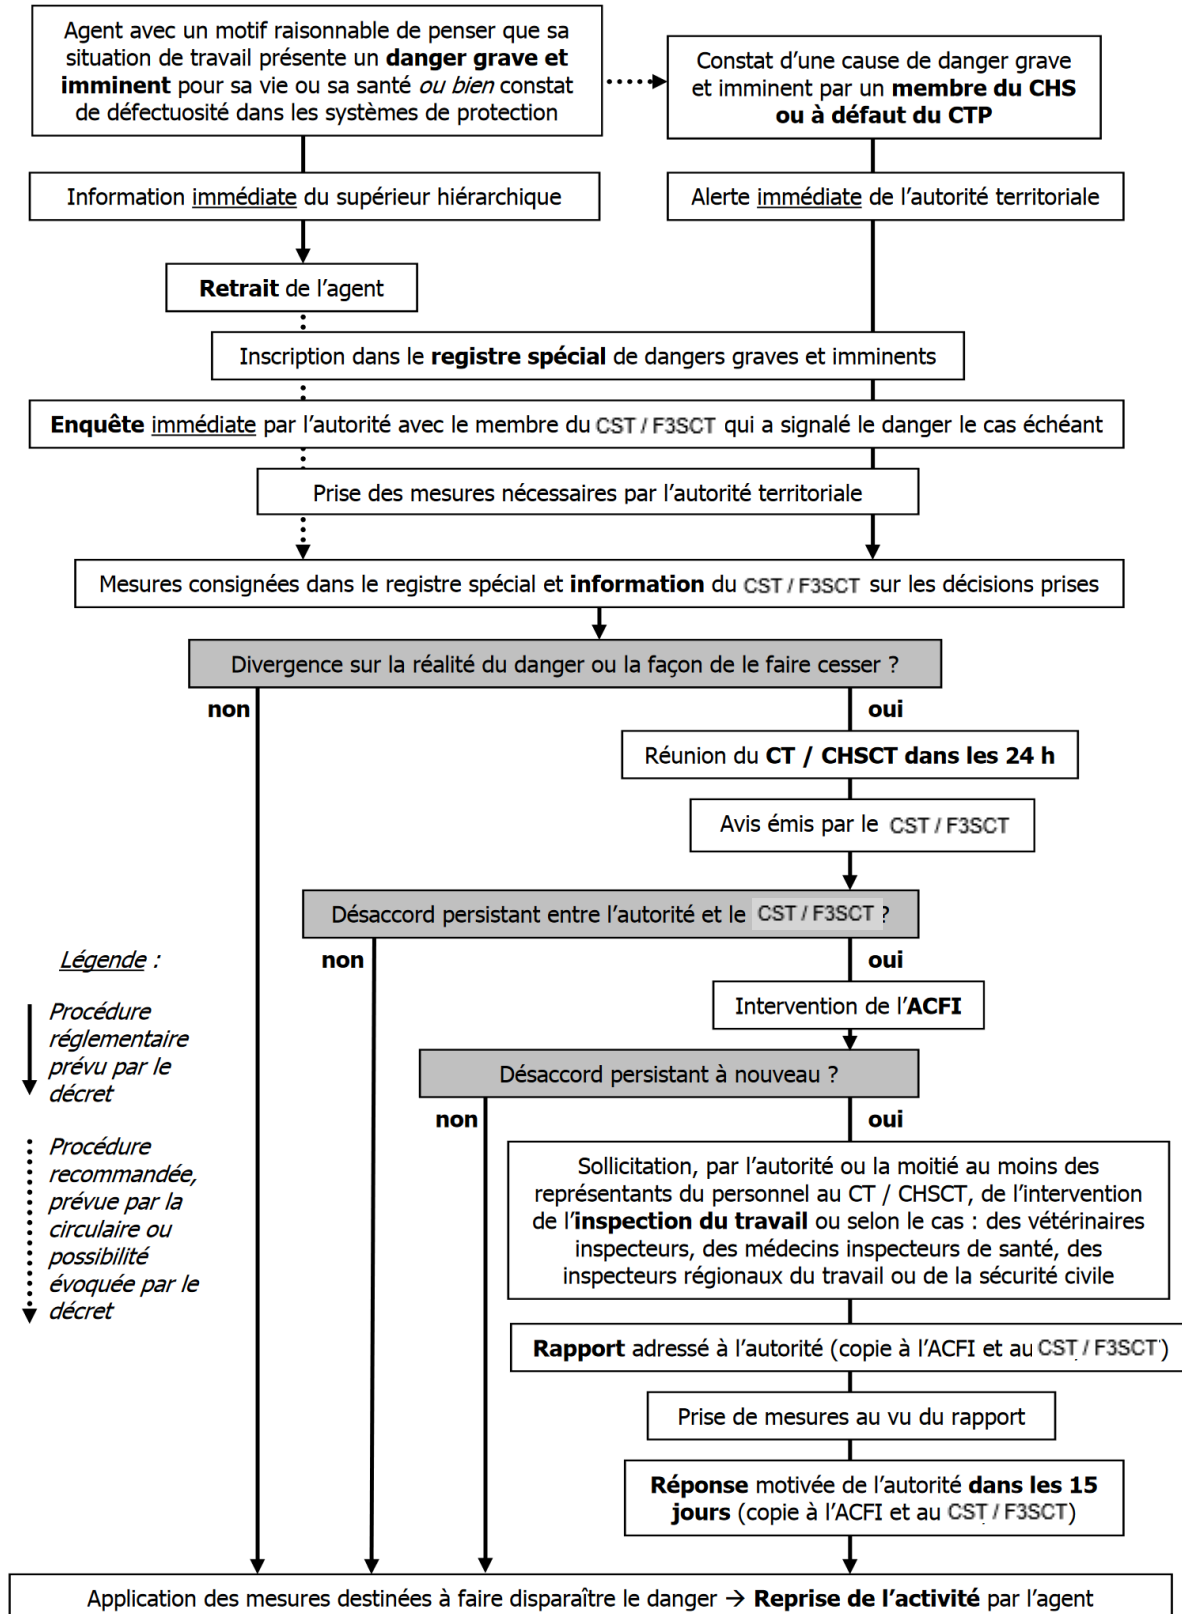 Agent avec un motif raisonnable de penser que sa
situation de travail présente un danger grave et
imminent pour sa vie ou sa santé ou bien constat
de défectuosité dans les systèmes de protection
Constat d'une cause de danger grave
et imminent par un membre du CHS
ou à défaut du CTP
Information immédiate du supérieur hiérarchique
Alerte immédiate de l'autorité territoriale
Retrait de l'agent
Inscription dans le registre spécial de dangers graves et imminents
Enquête immédiate par l'autorité avec le membre du CST / F3SCT qui a signalé le danger le cas échéant
Prise des mesures nécessaires par l'autorité territoriale
Mesures consignées dans le registre spécial et information du CST / F3SCT sur les décisions prises
Divergence sur la réalité du danger ou la façon de le faire cesser ?
non
oui
Réunion du CT / CHSCT dans les 24 h
Avis émis par le CST / F3SCT
Désaccord persistant entre l'autorité et le CST / F3SCT ?
non
oui
Intervention de l'ACFI
Désaccord persistant à nouveau ?
non
oui
Sollicitation, par l'autorité ou la moitié au moins des
représentants du personnel au CT / CHSCT, de l'intervention
de l'inspection du travail ou selon le cas : des vétérinaires
inspecteurs, des médecins inspecteurs de santé, des
inspecteurs régionaux du travail ou de la sécurité civile
Rapport adressé à l'autorité (copie à l'ACFI et au CST / F3SCT)
Prise de mesures au vu du rapport
Réponse motivée de l'autorité dans les 15
jours (copie à l'ACFI et au CST / F3SCT)
Application des mesures destinées à faire disparaître le danger → Reprise de l'activité par l'agent
Légende :
Procédure
réglementaire
prévu par le
décret
Procédure
recommandée,
prévue par la
circulaire ou
possibilité
évoquée par le
décret